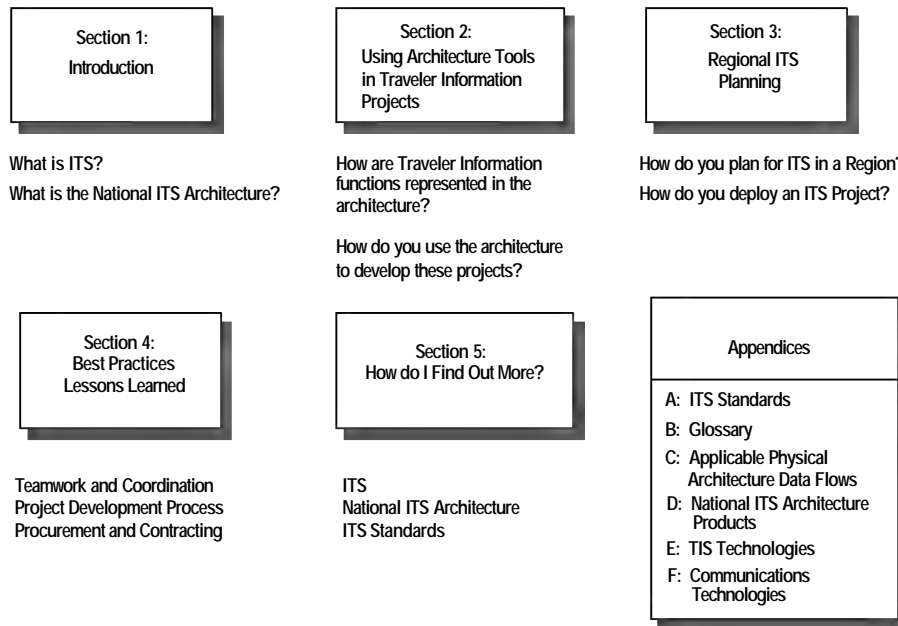 Section 1:
Introduction
What is ITS?
What is the National ITS Architecture?
Section 2:
Using Architecture Tools
in Traveler Information
Projects
How are Traveler Information
functions represented in the
architecture?
How do you use the architecture
to develop these projects?
Section 3:
Regional ITS
Planning
How do you plan for ITS in a Region?
How do you deploy an ITS Project?
Section 4:
Best Practices
Lessons Learned
Teamwork and Coordination
Project Development Process
Procurement and Contracting
Section 5:
How do I Find Out More?
ITS
National ITS Architecture
ITS Standards
Appendices
A: ITS Standards
B: Glossary
C: Applicable Physical
Architecture Data Flows
D: National ITS Architecture
Products
E: TIS Technologies
F: Communications
Technologies